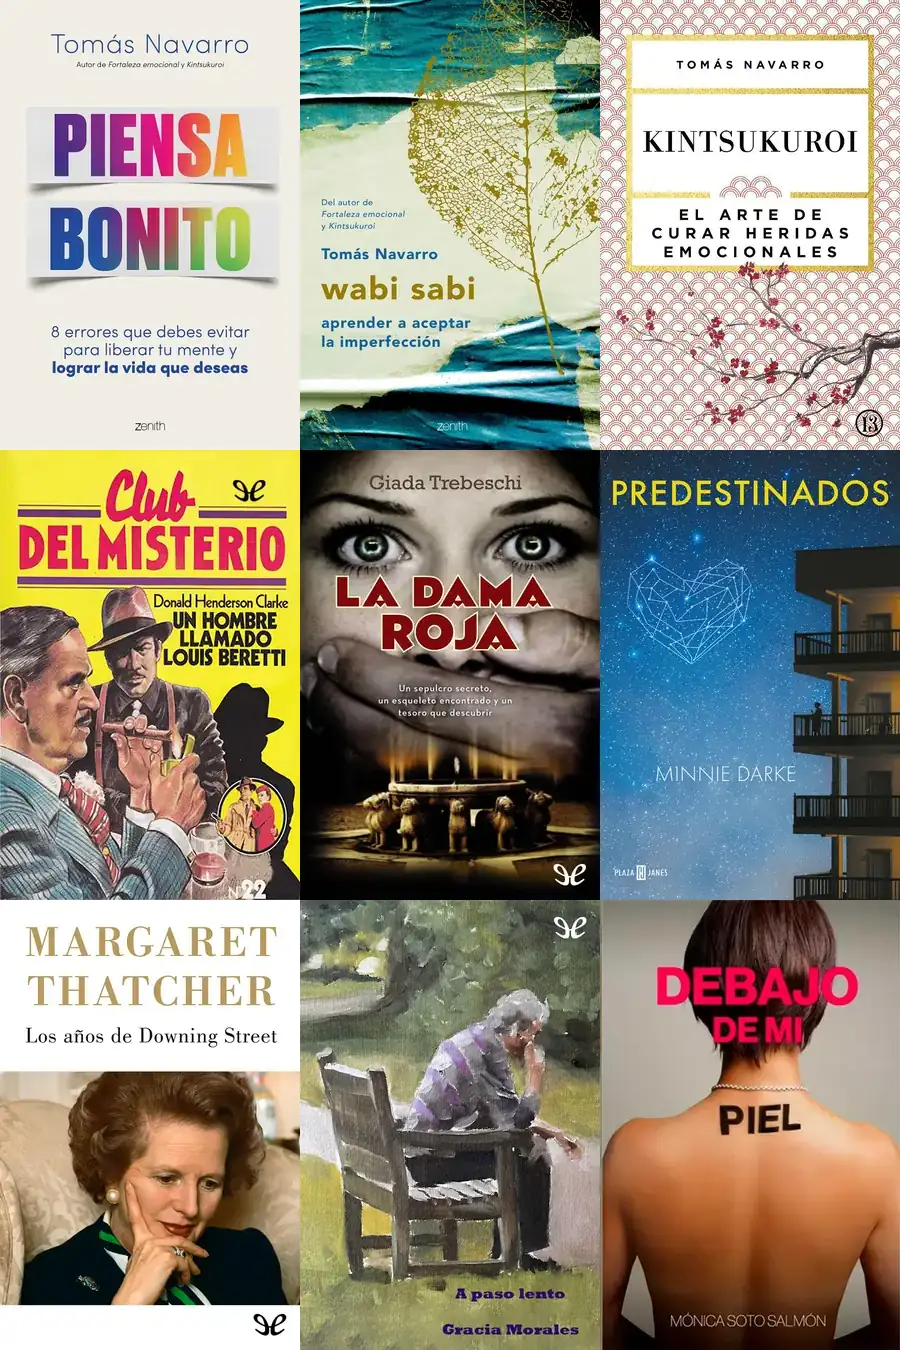 Tomás Navarro
Autor de Fortaleza emocional y Kintsukuroi
PIENSA
BONITO
8 errores que debes evitar
para liberar tu mente y
lograr la vida que deseas
zenith
Del autor de
Fortaleza emocional
y Kintsukuroi
Tomás Navarro
wabi sabi
aprender a aceptar
la imperfección
zenith
TOMÁS NAVARRO
KINTSUKUROI
EL ARTE DE
CURAR HERIDAS
EMOCIONALES
13
Club
DEL MISTERIO
Donald Henderson Clarke
UN HOMBRE
LLAMADO
LOUIS BERETTI
Nº22
Giada Trebeschi
LA DAMA
ROJA
Un sepulcro secreto,
un esqueleto encontrado y un
tesoro que descubrir
PREDESTINADOS
MINNIE DARKE
PLAZA JANÉS
MARGARET
THATCHER
Los años de Downing Street
A paso lento
Gracia Morales
DEBAJO
DE MI
PIEL
MÓNICA SOTO SALMÓN